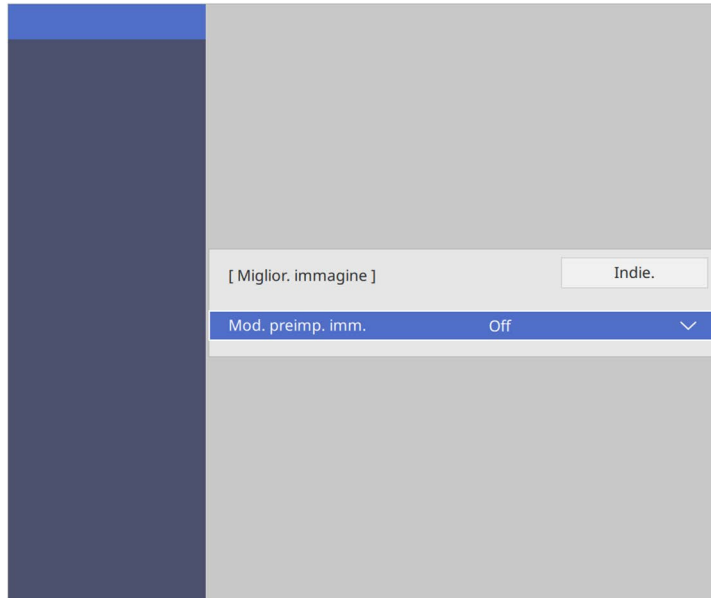 [ Miglior. immagine ]
Indie.
Mod. preimp. imm. Off